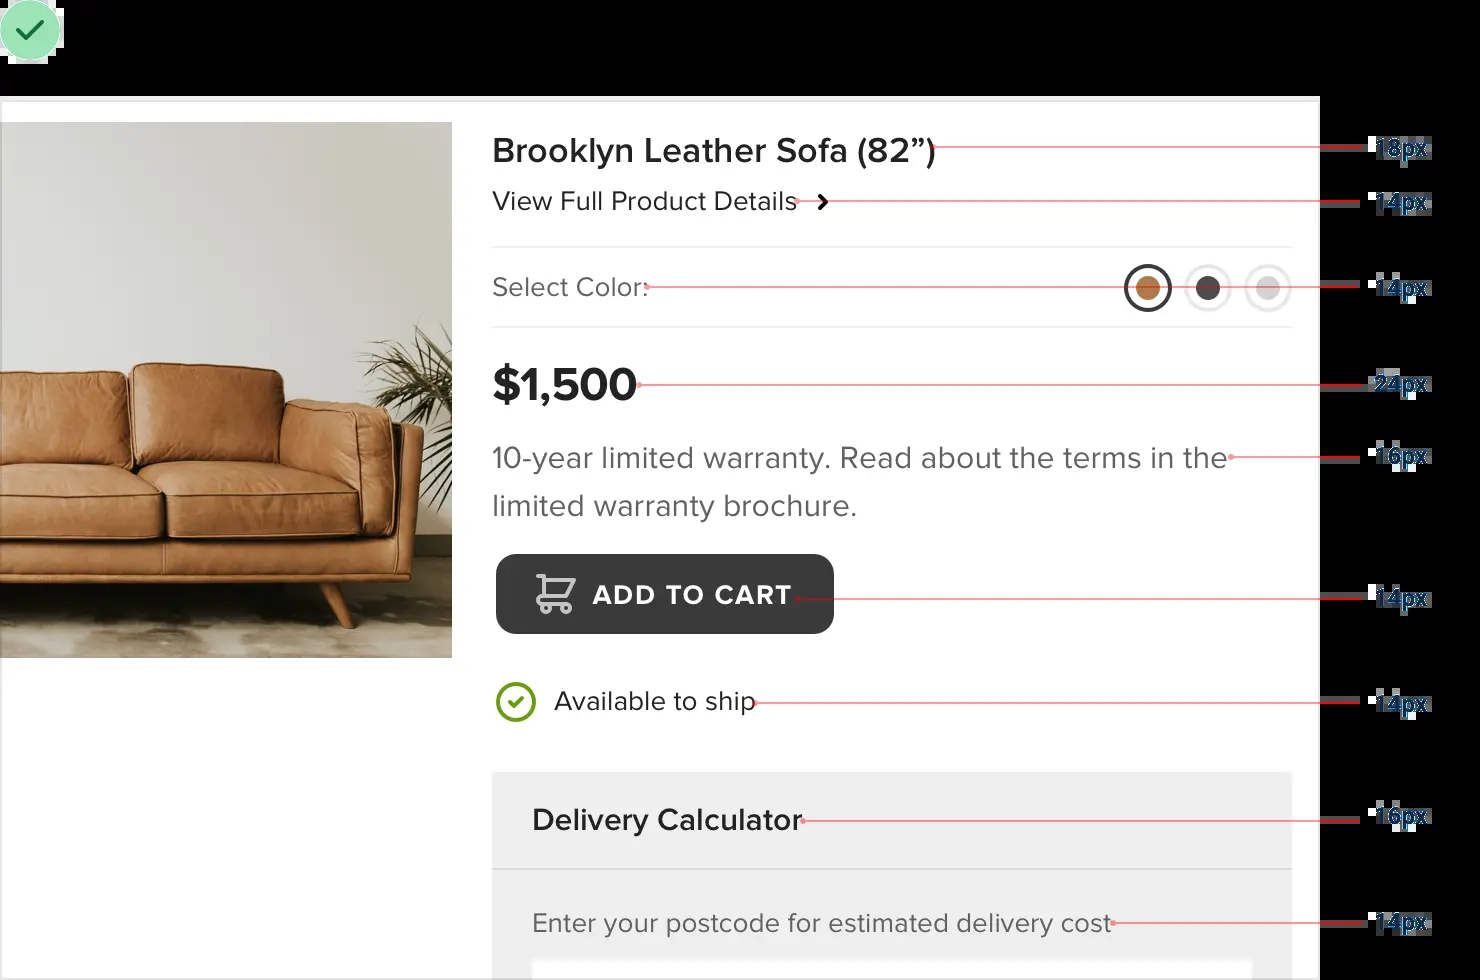 Brooklyn Leather Sofa (82”)
18px
View Full Product Details
14px
Select Color:
14px
$1,500
24px
10-year limited warranty. Read about the terms in the
16px
limited warranty brochure.
ADD TO CART
14px
Available to ship
14px
Delivery Calculator
16px
Enter your postcode for estimated delivery cost
14px